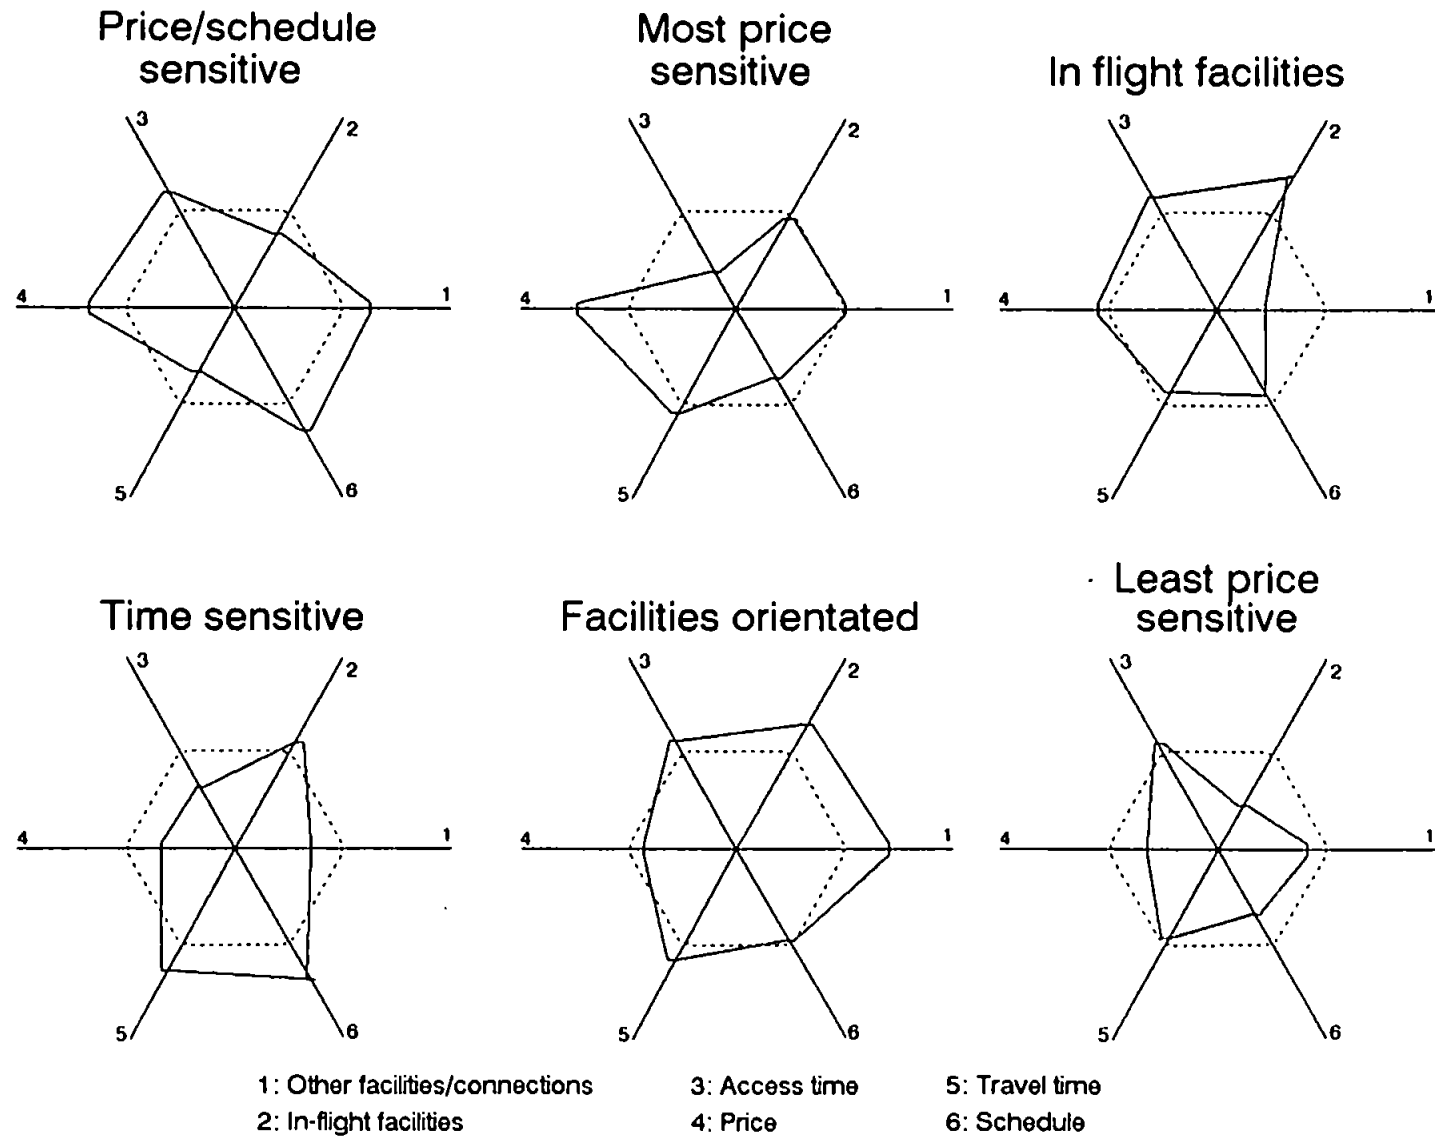 Price/schedule
sensitive
Most price
sensitive
In flight facilities
3
2
4
1
5
6
3
2
4
1
5
6
3
2
4
1
5
6
Time sensitive
Facilities orientated
Least price
sensitive
3
2
4
1
5
6
3
2
4
1
5
6
3
2
4
1
5
6
1: Other facilities/connections
3: Access time
5: Travel time
2: In-flight facilities
4: Price
6: Schedule